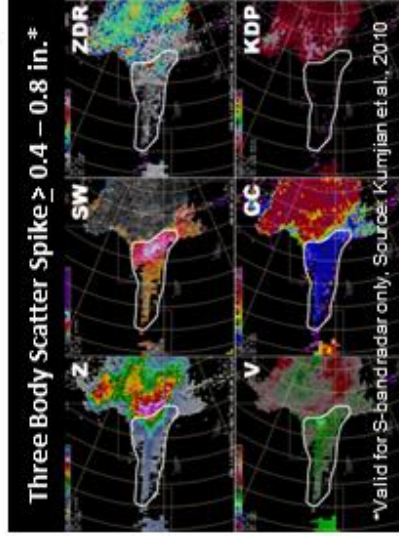 Three Body Scatter Spike ≥ 0.4 – 0.8 in.*
Z
SW
ZDR
V
CC
KDP
*Valid for S-band radar only, Source: Kumjian et al., 2010